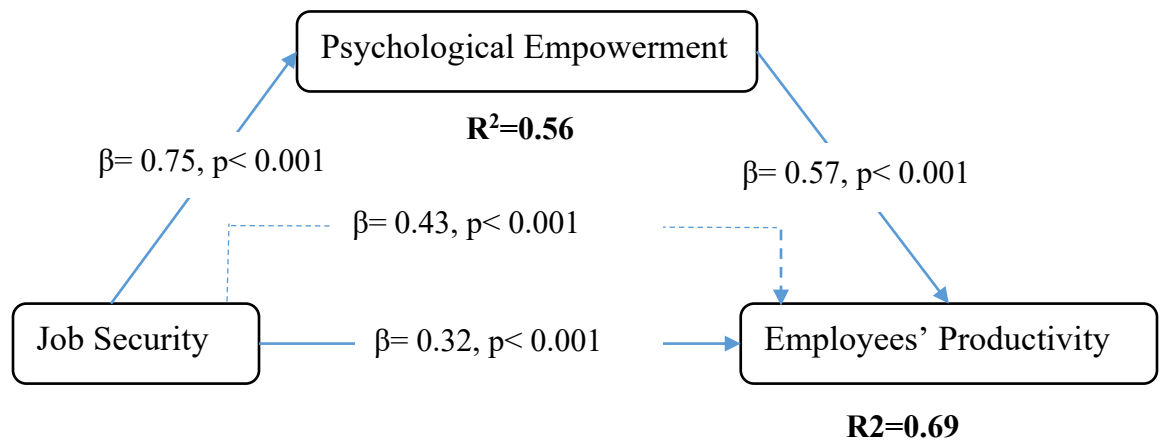 Psychological Empowerment
R²=0.56
β= 0.75, p< 0.001
β= 0.57, p< 0.001
β= 0.43, p< 0.001
Job Security
β= 0.32, p< 0.001
Employees’ Productivity
R2=0.69